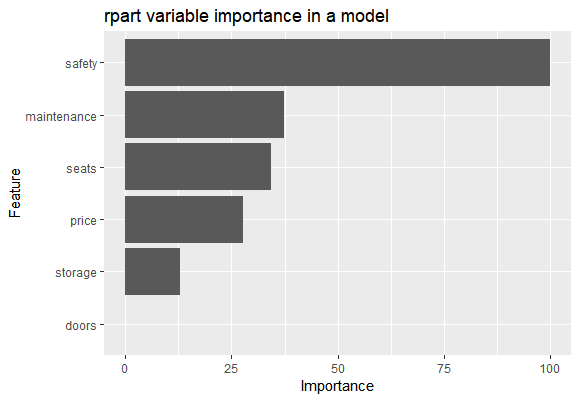 rpart variable importance in a model
safety
maintenance
seats
price
storage
doors
Feature
0 25 50 75 100
Importance